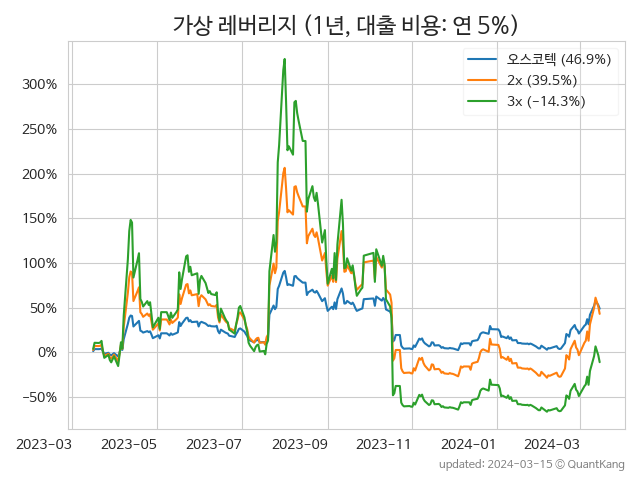 가상 레버리지 (1년, 대출 비용: 연 5%)
오스코텍 (46.9%)
2x (39.5%)
3x (-14.3%)
300%
250%
200%
150%
100%
50%
0%
−50%
2023-03 2023-05 2023-07 2023-09 2023-11 2024-01 2024-03
updated: 2024-03-15 © QuantKang